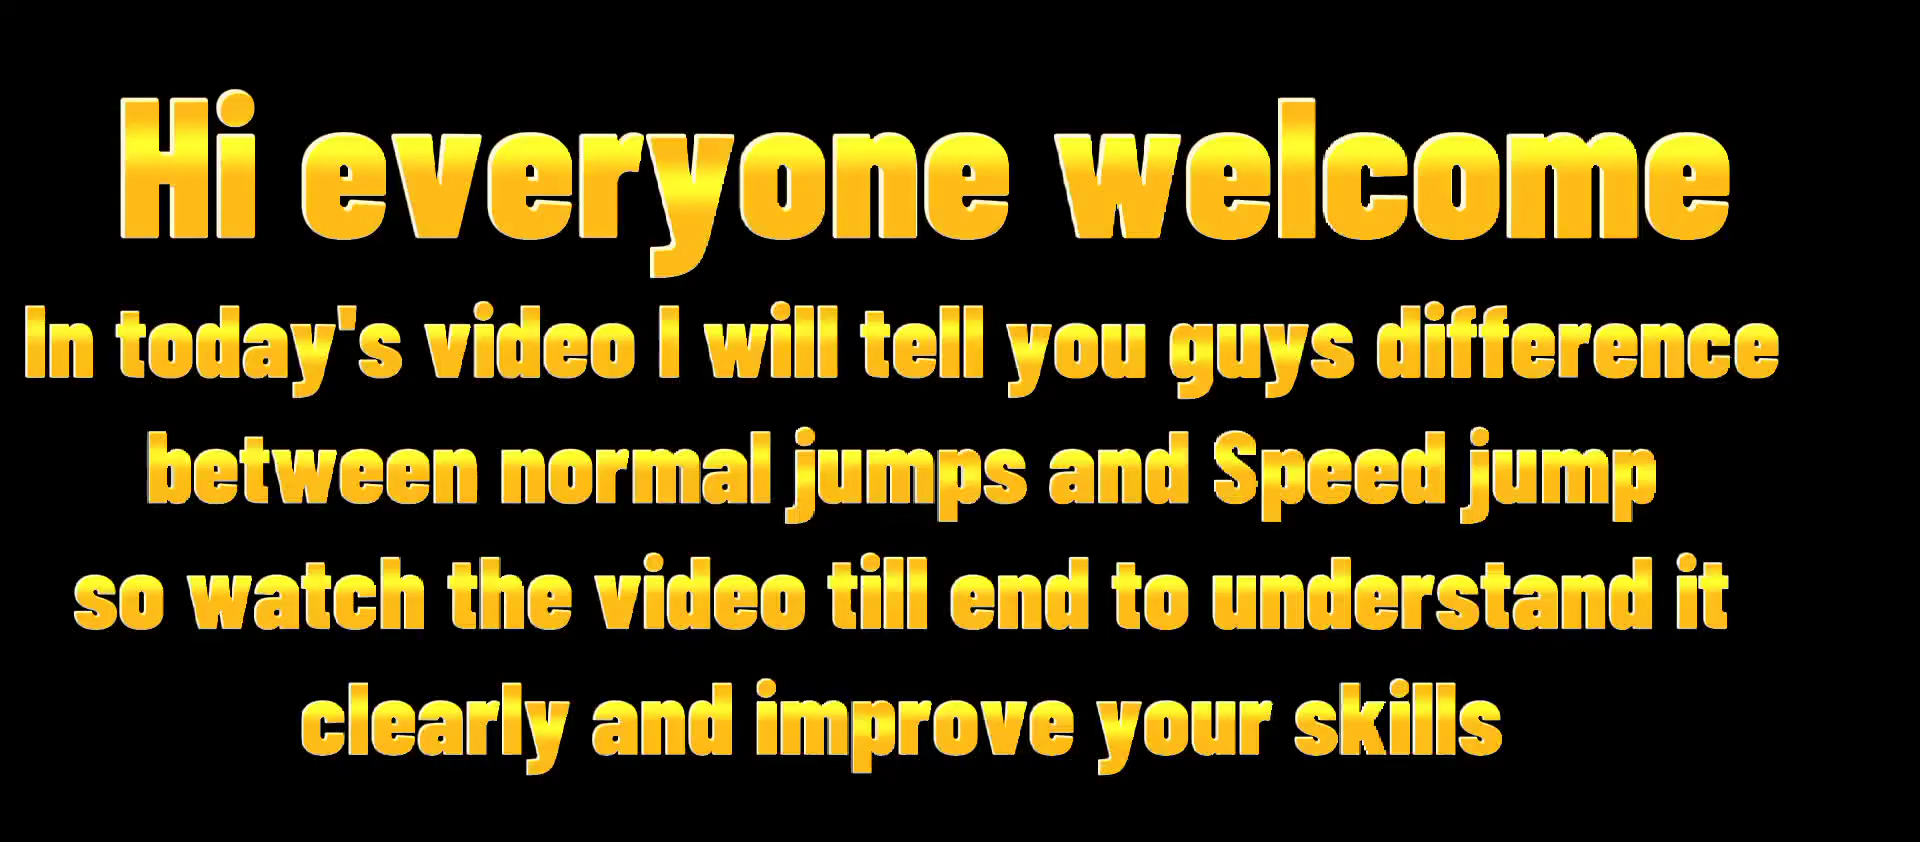 Hi everyone welcome
In today's video I will tell you guys difference
between normal jumps and Speed jump
so watch the video till end to understand it
clearly and improve your skills